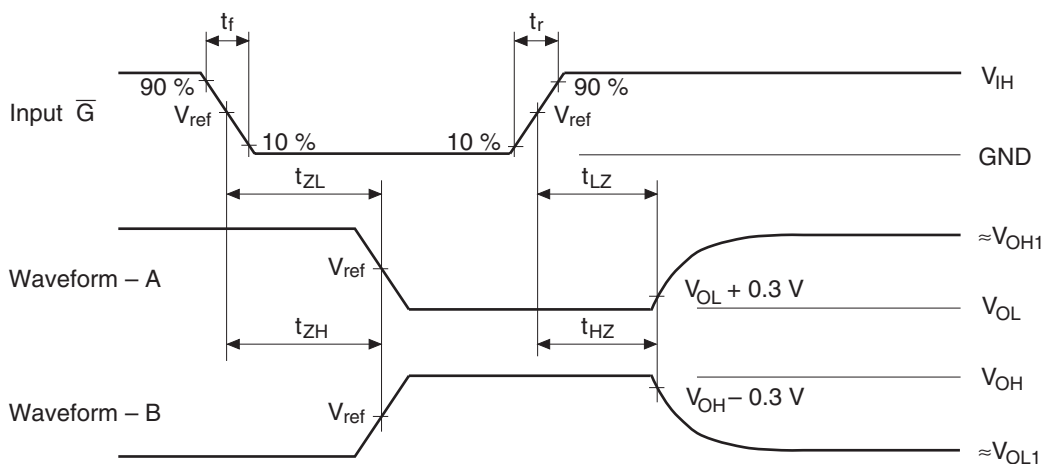 t_f
t_r
90 %
90 %
V_IH
Input G̅
V_ref
V_ref
10 %
10 %
GND
t_ZL
t_LZ
≈V_OH1
Waveform – A
V_ref
V_OL + 0.3 V
V_OL
t_ZH
t_HZ
V_OH
V_OH – 0.3 V
Waveform – B
V_ref
≈V_OL1